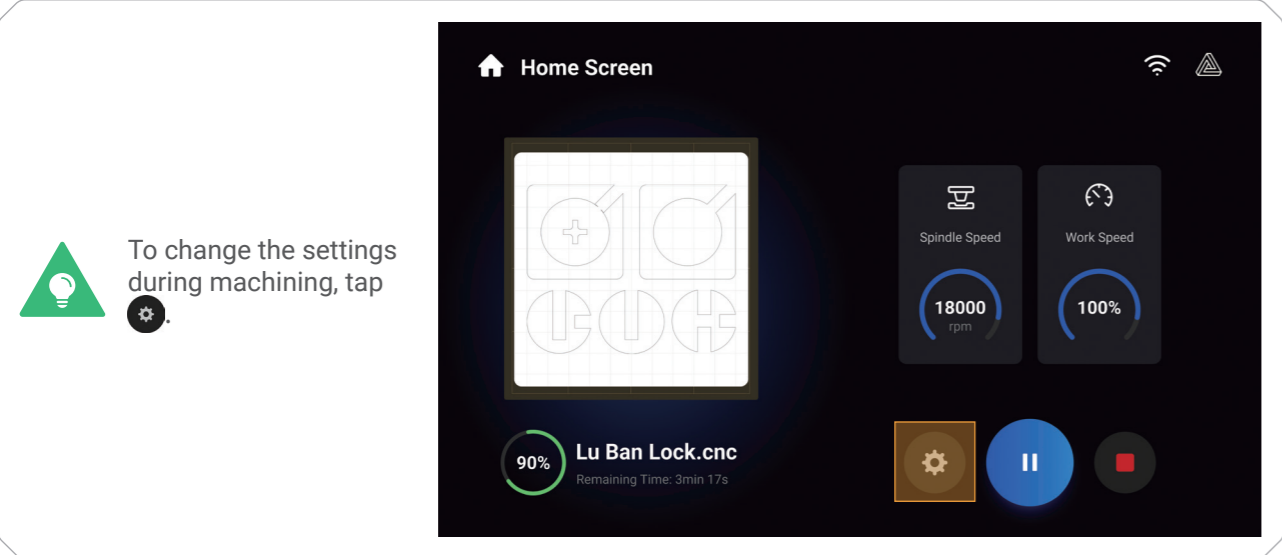 To change the settings
during machining, tap
.
Home Screen
Spindle Speed
18000
rpm
Work Speed
100%
90%
Lu Ban Lock.cnc
Remaining Time: 3min 17s